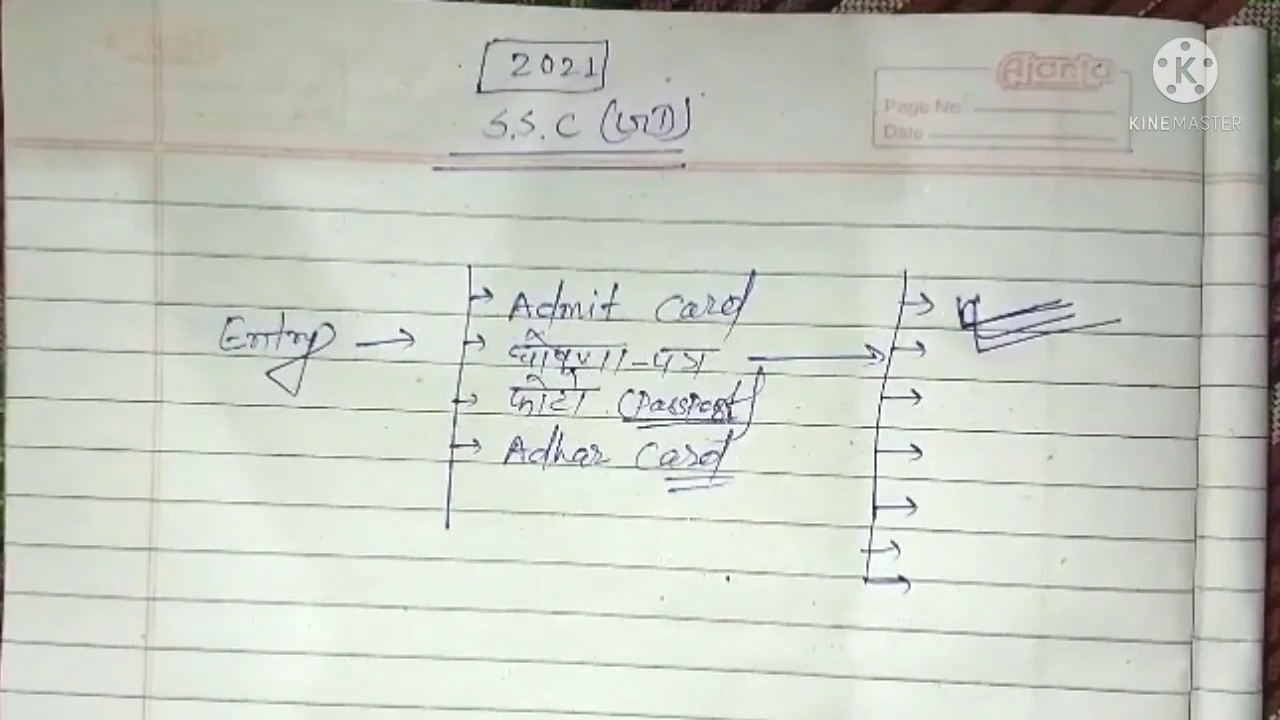 2021
S.S.C (GD)
Ajanta
Page No.
Date
KINEMASTER
Admit Card
Entry → घोषणा-पत्र
फोटो (Passport)
Adhar Card